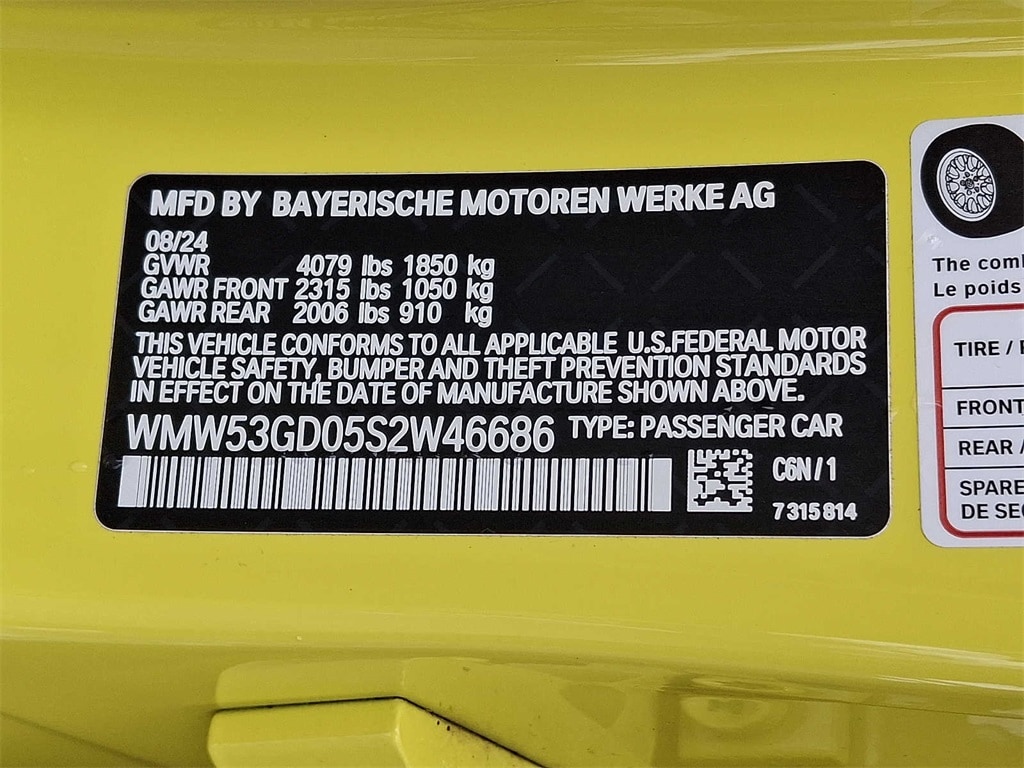 MFD BY BAYERISCHE MOTOREN WERKE AG
08/24
GVWR 4079 lbs 1850 kg
GAWR FRONT 2315 lbs 1050 kg
GAWR REAR 2006 lbs 910 kg
THIS VEHICLE CONFORMS TO ALL APPLICABLE U.S.FEDERAL MOTOR
VEHICLE SAFETY, BUMPER AND THEFT PREVENTION STANDARDS
IN EFFECT ON THE DATE OF MANUFACTURE SHOWN ABOVE.
WMW53GD05S2W46686 TYPE: PASSENGER CAR
C6N/1
7315814
The
Le poids
TIRE /
FRONT
REAR /
SPARE
DE